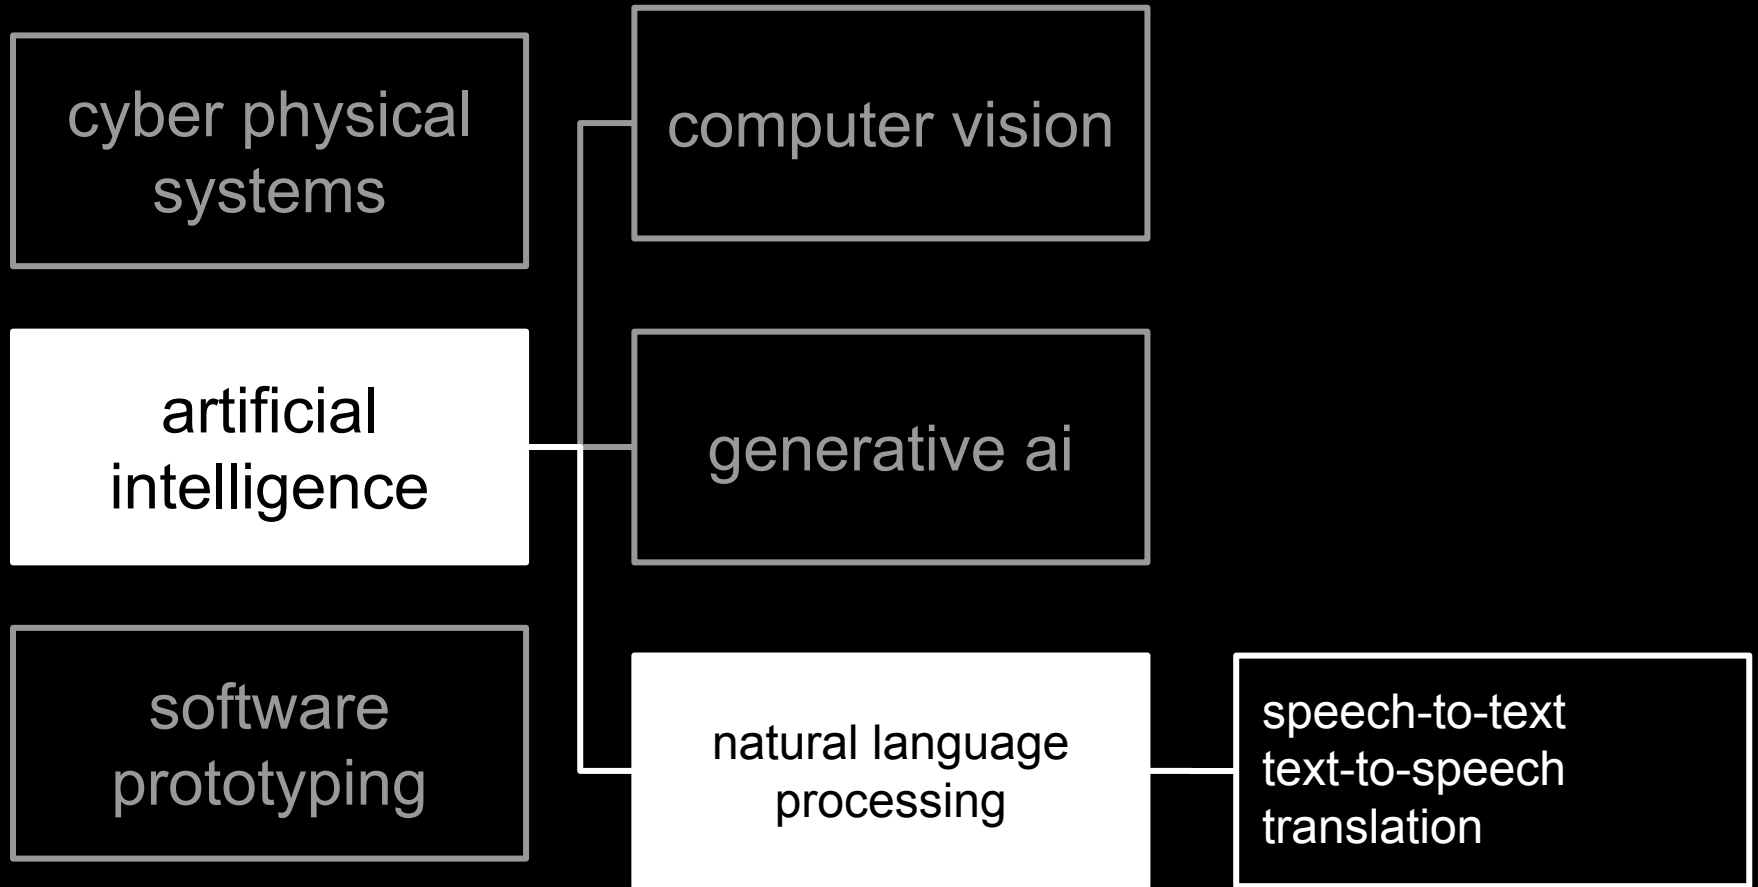 cyber physical
systems
computer vision
artificial
intelligence
generative ai
software
prototyping
natural language
processing
speech-to-text
text-to-speech
translation